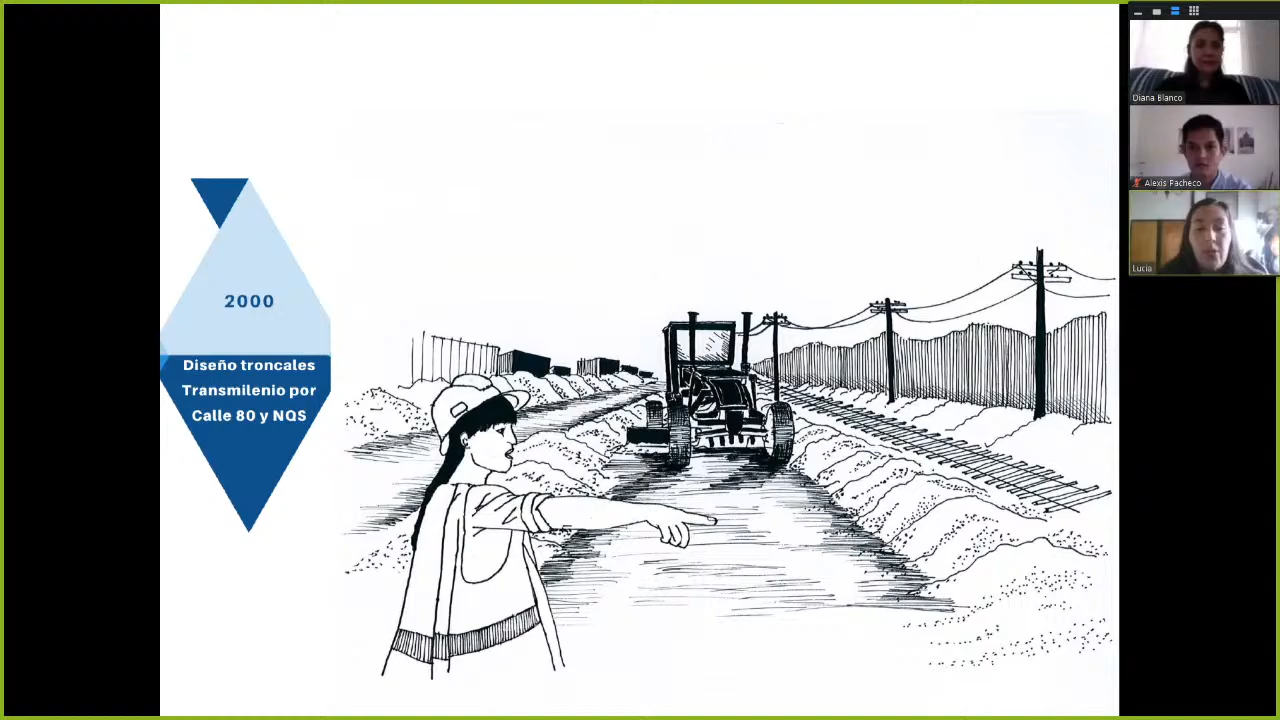 2000
Diseño troncales
Transmilenio por
Calle 80 y NQS
Diana Blanco
Alexis Pacheco
Lucia